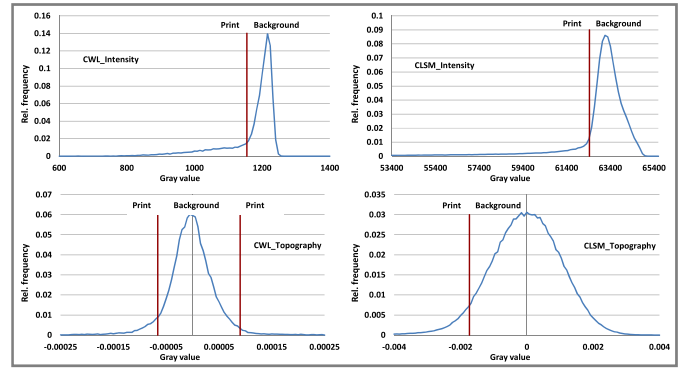 0.16
0.14
0.12
0.1
0.08
0.06
0.04
0.02
0
Rel. frequency
Print Background
CWL_Intensity
600 800 1000 1200 1400
Gray value
0.1
0.09
0.08
0.07
0.06
0.05
0.04
0.03
0.02
0.01
0
Rel. frequency
Print Background
CLSM_Intensity
53400 55400 57400 59400 61400 63400 65400
Gray value
0.07
0.06
0.05
0.04
0.03
0.02
0.01
0
Rel. frequency
Print Background Print
CWL_Topography
-0.00025 -0.00015 -0.00005 0.00005 0.00015 0.00025
Gray value
0.035
0.03
0.025
0.02
0.015
0.01
0.005
0
Rel. frequency
Print Background
CLSM_Topography
-0.004 -0.002 0 0.002 0.004
Gray value